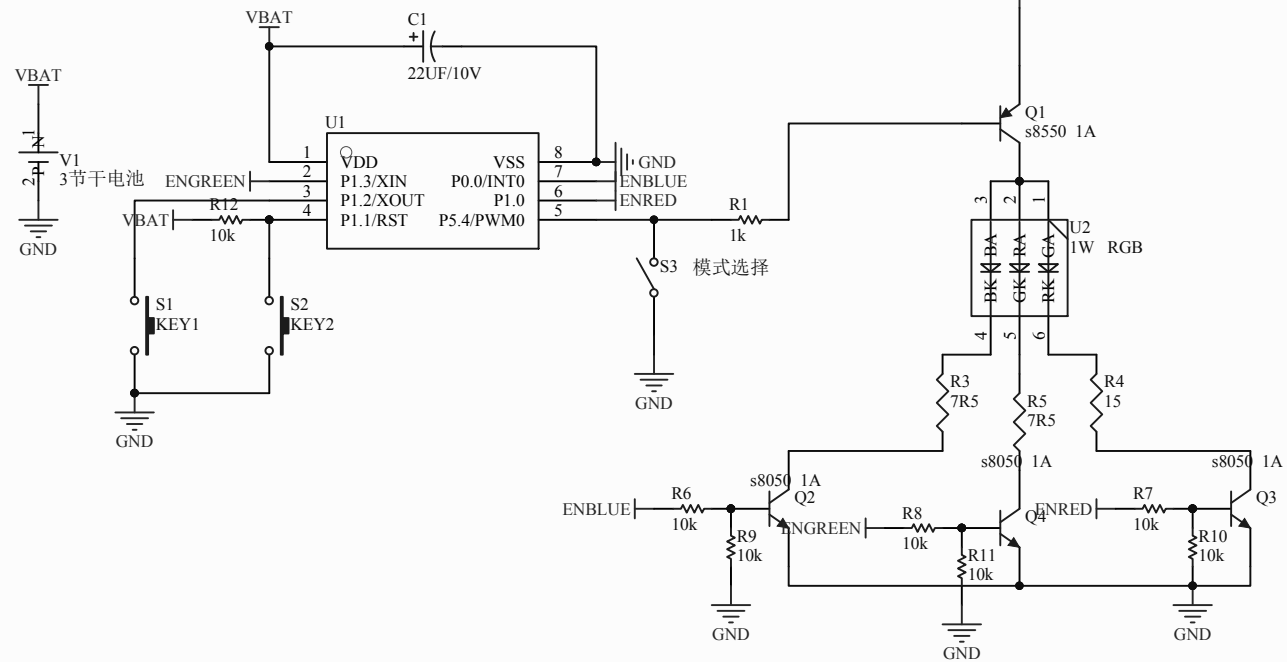 VBAT
C1
+
22UF/10V
VBAT
1
N
V1
3节干电池
2
P
GND
U1
1 VDD
2 P1.3/XIN
3 P1.2/XOUT
4 P1.1/RST
VSS 8
P0.0/INT0 7
P1.0 6
P5.4/PWM0 5
GND
ENBLUE
ENRED
ENGREEN
VBAT
R12
10k
S1
KEY1
S2
KEY2
GND
R1
1k
S3 模式选择
GND
Q1
s8550 1A
3 2 1
U2
1W RGB
BA RA GA
BK GK RK
4 5 6
R3
7R5
R5
7R5
R4
15
s8050 1A
Q2
s8050 1A
Q4
s8050 1A
Q3
ENBLUE
R6
10k
R9
10k
GND
ENGREEN
R8
10k
R11
10k
GND
ENRED
R7
10k
R10
10k
GND